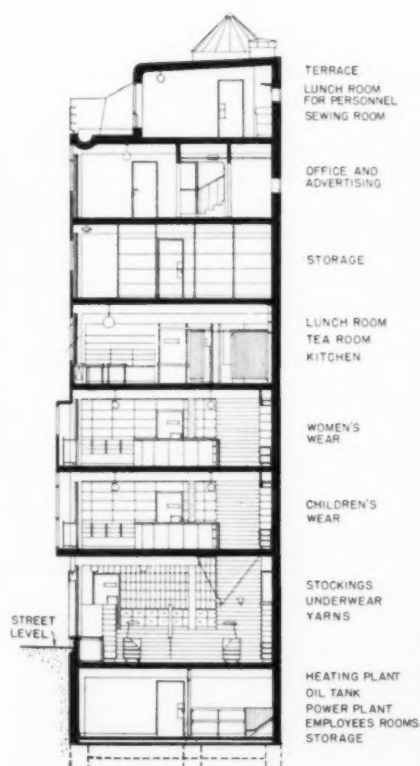 TERRACE
LUNCH ROOM
FOR PERSONNEL
SEWING ROOM
OFFICE AND
ADVERTISING
STORAGE
LUNCH ROOM
TEA ROOM
KITCHEN
WOMEN'S
WEAR
CHILDREN'S
WEAR
STOCKINGS
UNDERWEAR
YARNS
STREET
LEVEL
HEATING PLANT
OIL TANK
POWER PLANT
EMPLOYEES ROOMS
STORAGE